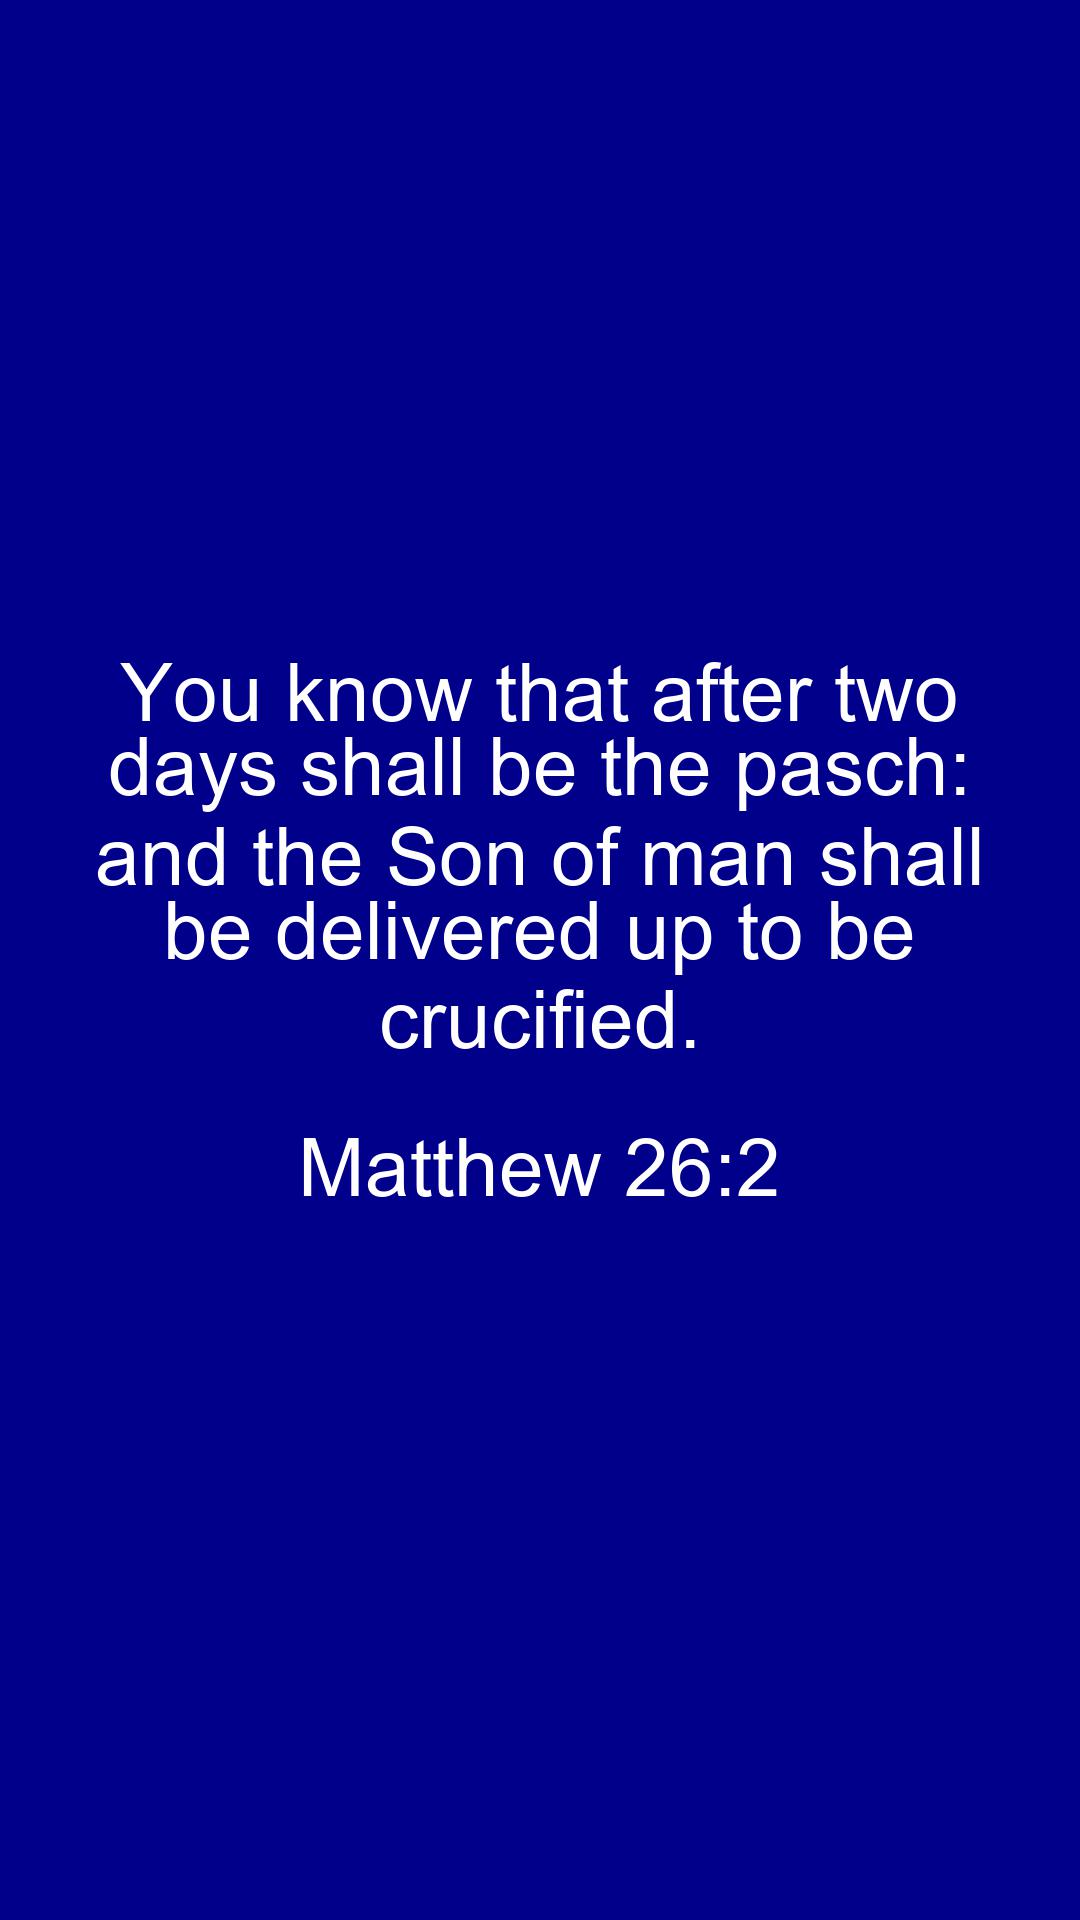 You know that after two
days shall be the pasch:
and the Son of man shall
be delivered up to be
crucified.
Matthew 26:2